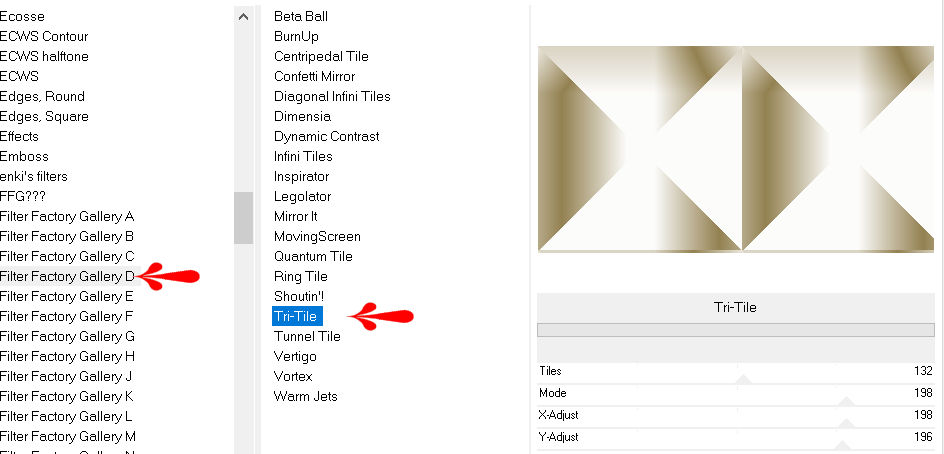 Ecosse
ECWS Contour
ECWS halftone
ECWS
Edges, Round
Edges, Square
Effects
Emboss
enki's filters
FFG???
Filter Factory Gallery A
Filter Factory Gallery B
Filter Factory Gallery C
Filter Factory Gallery D
Filter Factory Gallery E
Filter Factory Gallery F
Filter Factory Gallery G
Filter Factory Gallery H
Filter Factory Gallery J
Filter Factory Gallery K
Filter Factory Gallery L
Filter Factory Gallery M
Filter Factory Gallery N
Beta Ball
BurnUp
Centripedal Tile
Confetti Mirror
Diagonal Infini Tiles
Dimensia
Dynamic Contrast
Infini Tiles
Inspirator
Legolator
Mirror It
MovingScreen
Quantum Tile
Ring Tile
Shoutin'!
Tri-Tile
Tunnel Tile
Vertigo
Vortex
Warm Jets
Tri-Tile
Tiles 132
Mode 198
X-Adjust 198
Y-Adjust 196